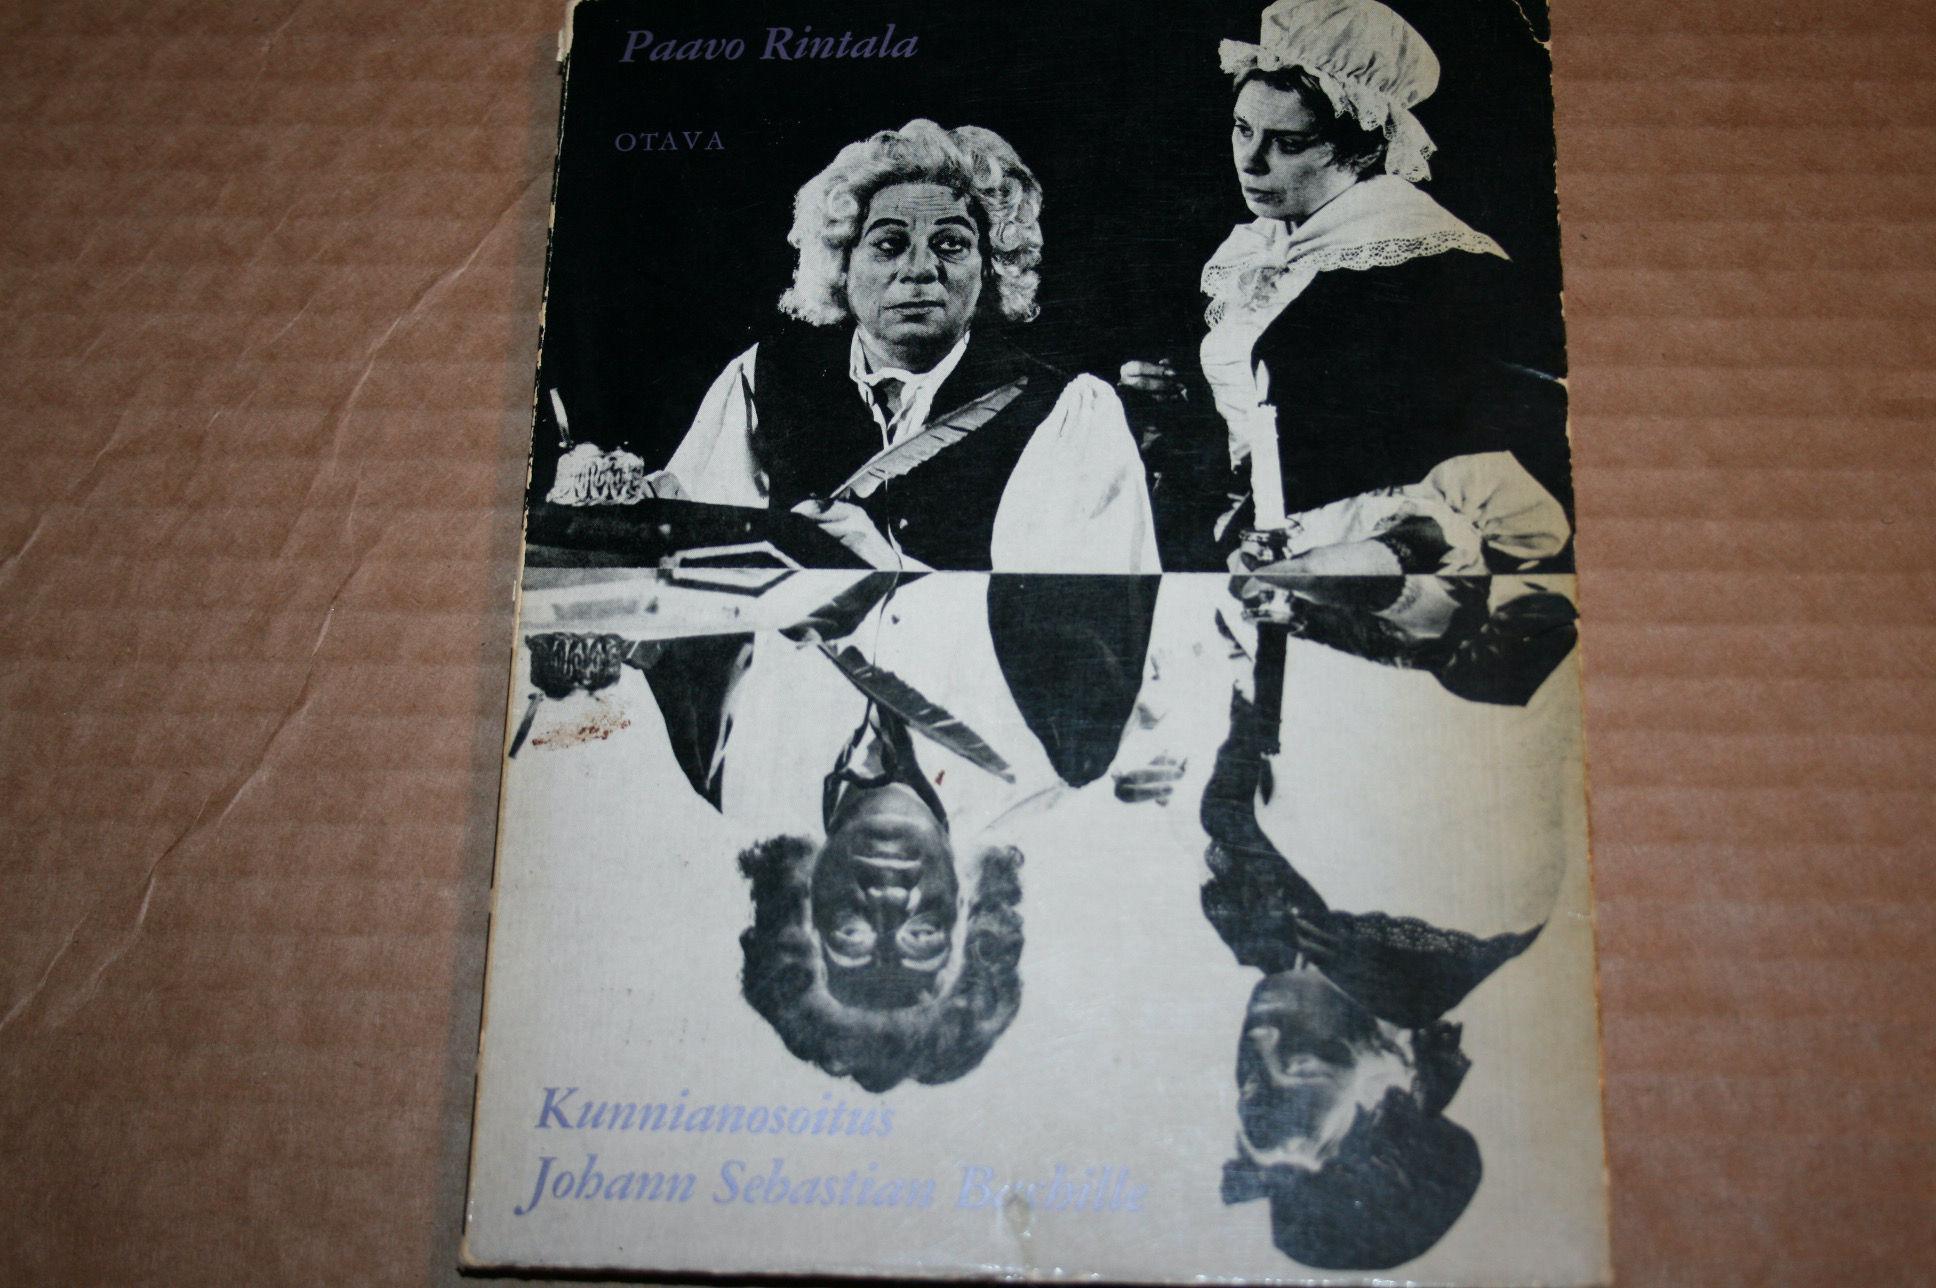 Paavo Rintala
OTAVA
Kunnianosoitus
Johann Sebastian Bachille